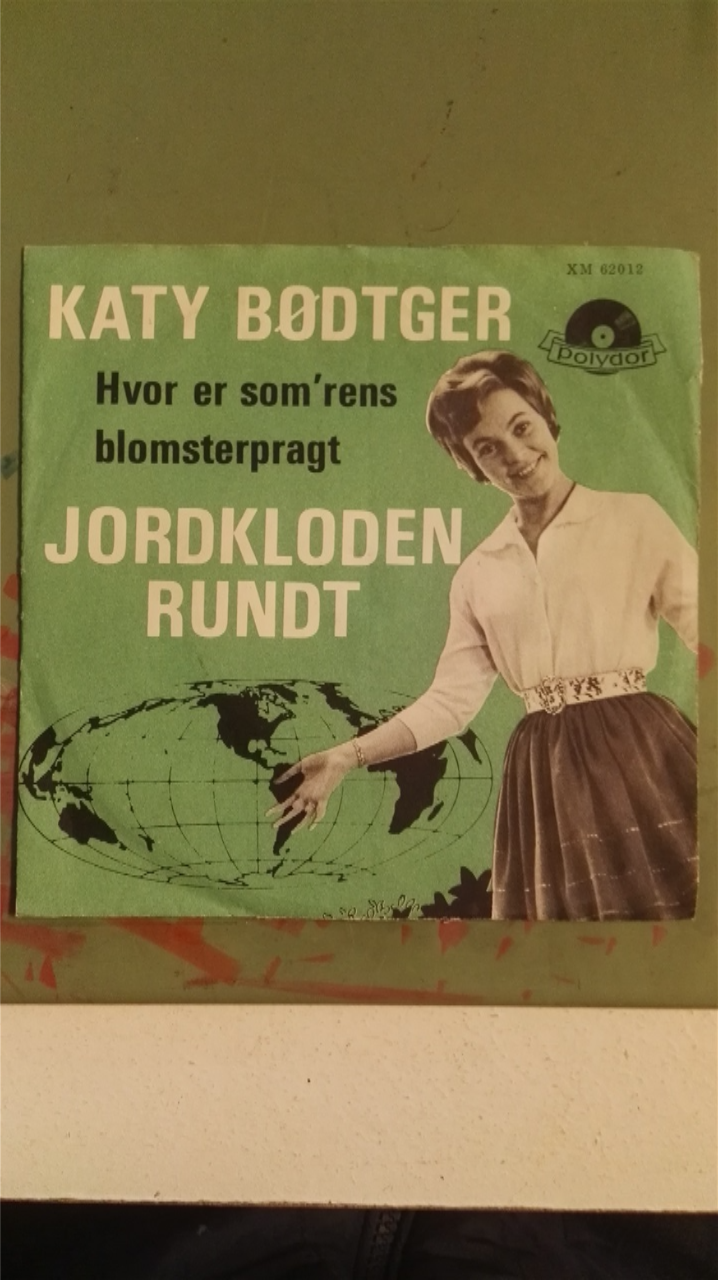 XM 62012
KATY BØDTGER
polydor
Hvor er som'rens
blomsterpragt
JORDKLODEN
RUNDT